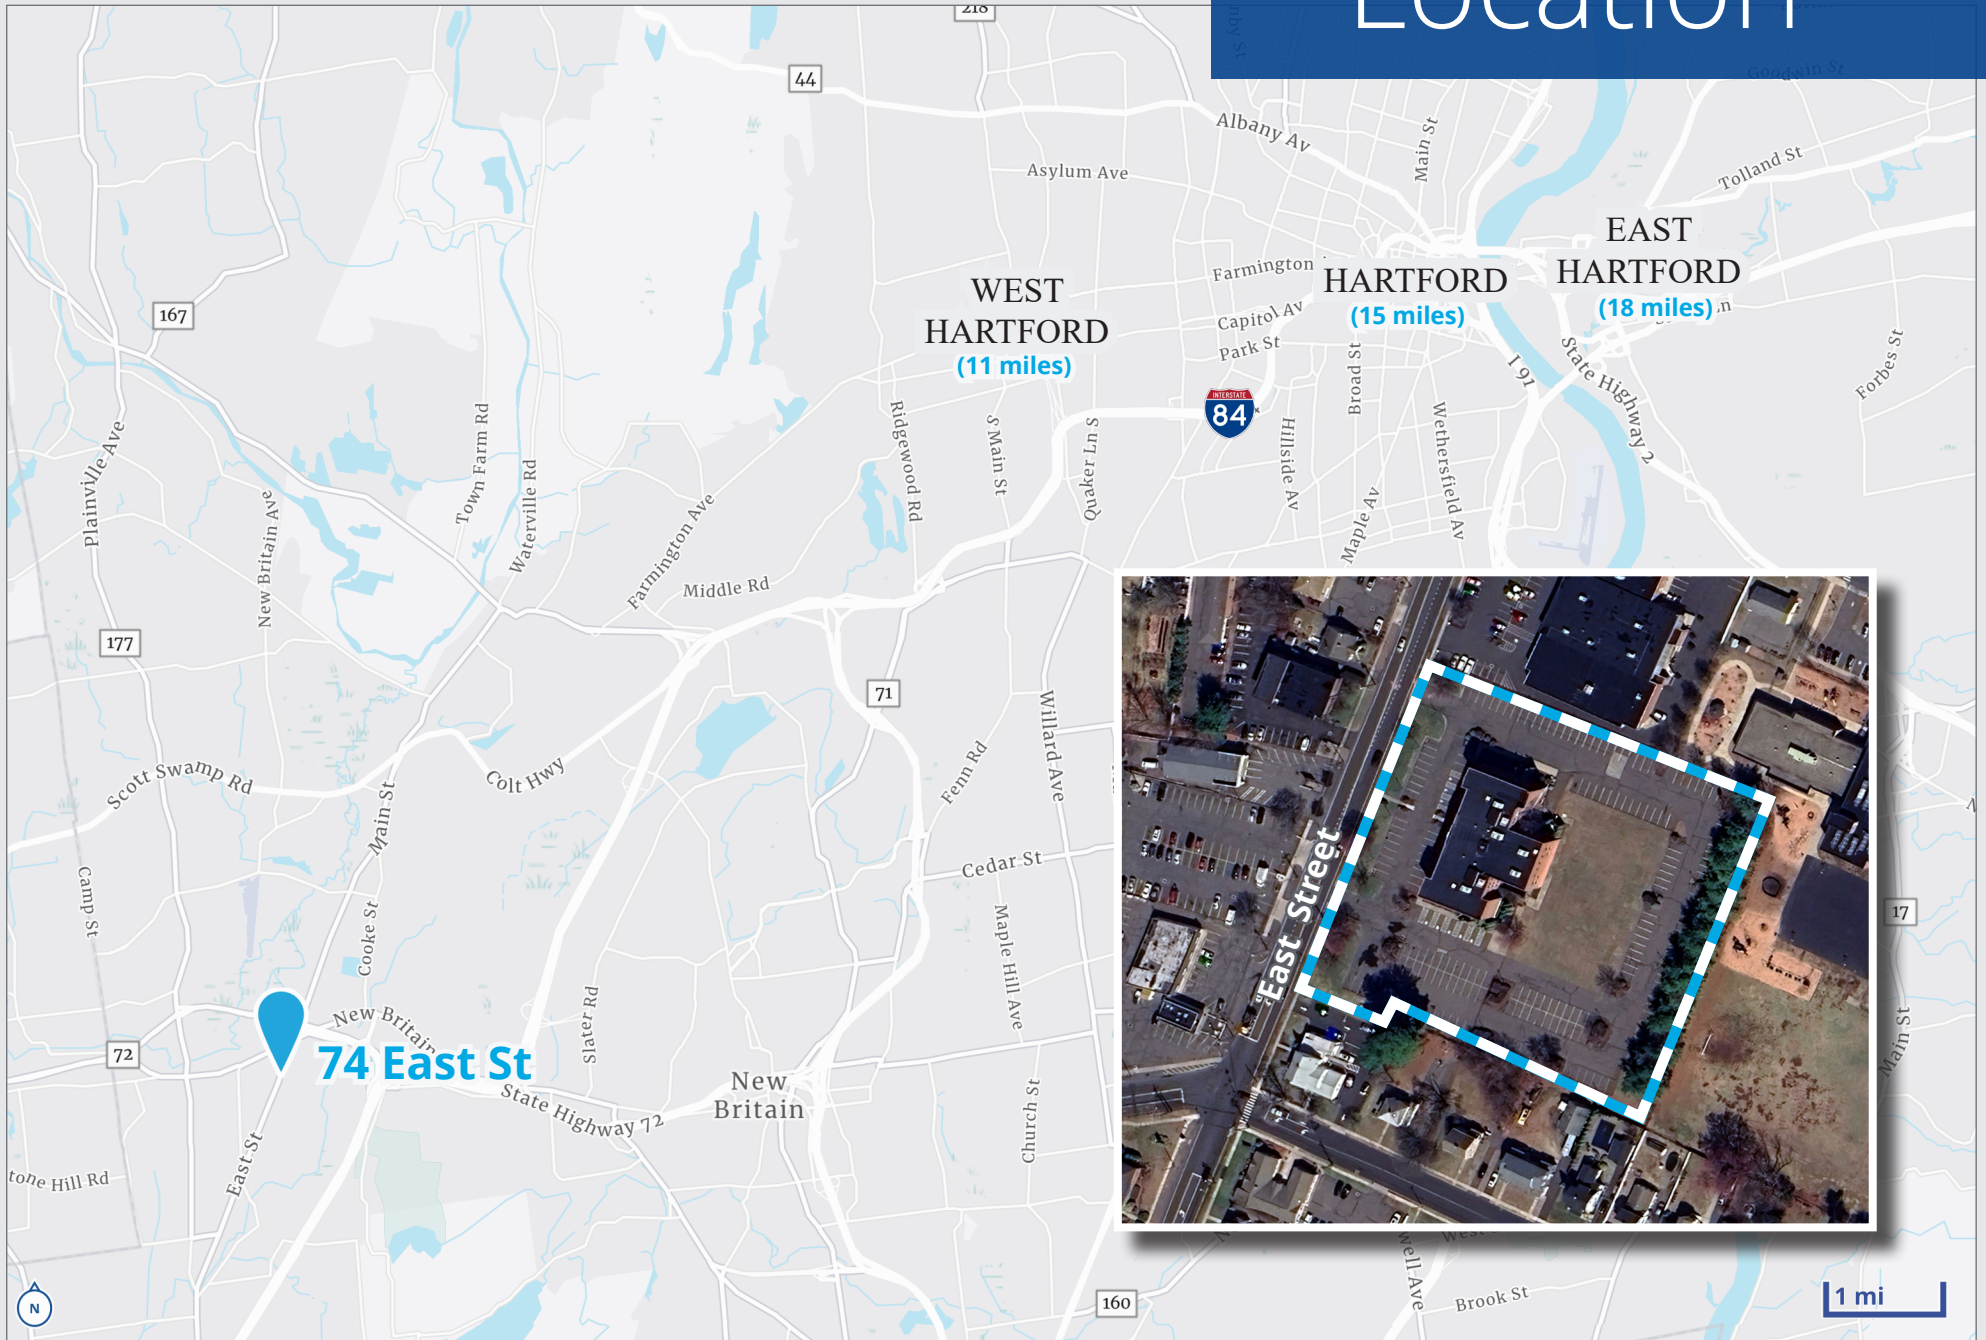 Location
218
44
Goodwin St
Albany Av
Main St
Asylum Ave
Tolland St
EAST
HARTFORD
(18 miles)
Farmington
HARTFORD
(15 miles)
WEST
HARTFORD
(11 miles)
Capitol Av
Park St
167
I 91
State Highway 2
Forbes St
Broad St
INTERSTATE
84
Plainville Ave
Town Farm Rd
Waterville Rd
Ridgewood Rd
S Main St
Quaker Ln S
Hillside Av
Wethersfield Av
Maple Av
New Britain Ave
Farmington Ave
Middle Rd
177
71
Willard Ave
Fenn Rd
Scott Swamp Rd
Colt Hwy
Main St
Cedar St
Camp St
Cooke St
Maple Hill Ave
East Street
17
Main St
Slater Rd
New Britain
72
74 East St
State Highway 72
New
Britain
Church St
East St
tone Hill Rd
well Ave
West
Brook St
160
N
1 mi